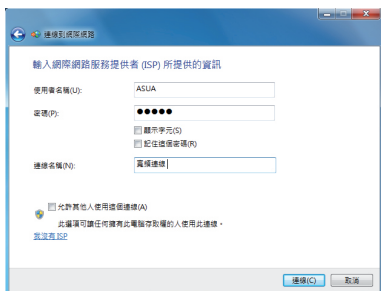 連線到網際網路
輸入網際網路服務提供者 (ISP) 所提供的資訊
使用者名稱(U): ASUA
密碼(P): ●●●●●
顯示字元(S)
記住這個密碼(R)
連線名稱(N): 寬頻連線
允許其他人使用這個連線(A)
此選項可讓任何擁有此電腦存取權的人使用此連線。
我沒有 ISP
連線(C) 取消